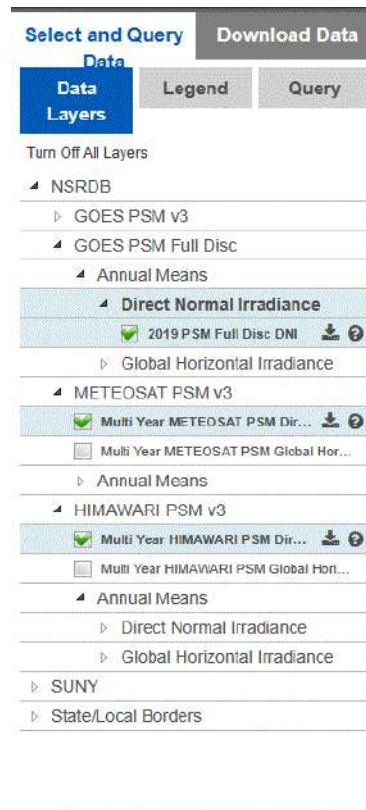 Select and Query Data
Download Data
Data Layers
Legend
Query
Turn Off All Layers
NSRDB
GOES PSM v3
GOES PSM Full Disc
Annual Means
Direct Normal Irradiance
2019 PSM Full Disc DNI
Global Horizontal Irradiance
METEOSAT PSM v3
Multi Year METEOSAT PSM Dir...
Multi Year METEOSAT PSM Global Hor...
Annual Means
HIMAWARI PSM v3
Multi Year HIMAWARI PSM Dir...
Multi Year HIMAWARI PSM Global Hori...
Annual Means
Direct Normal Irradiance
Global Horizontal Irradiance
SUNY
State/Local Borders